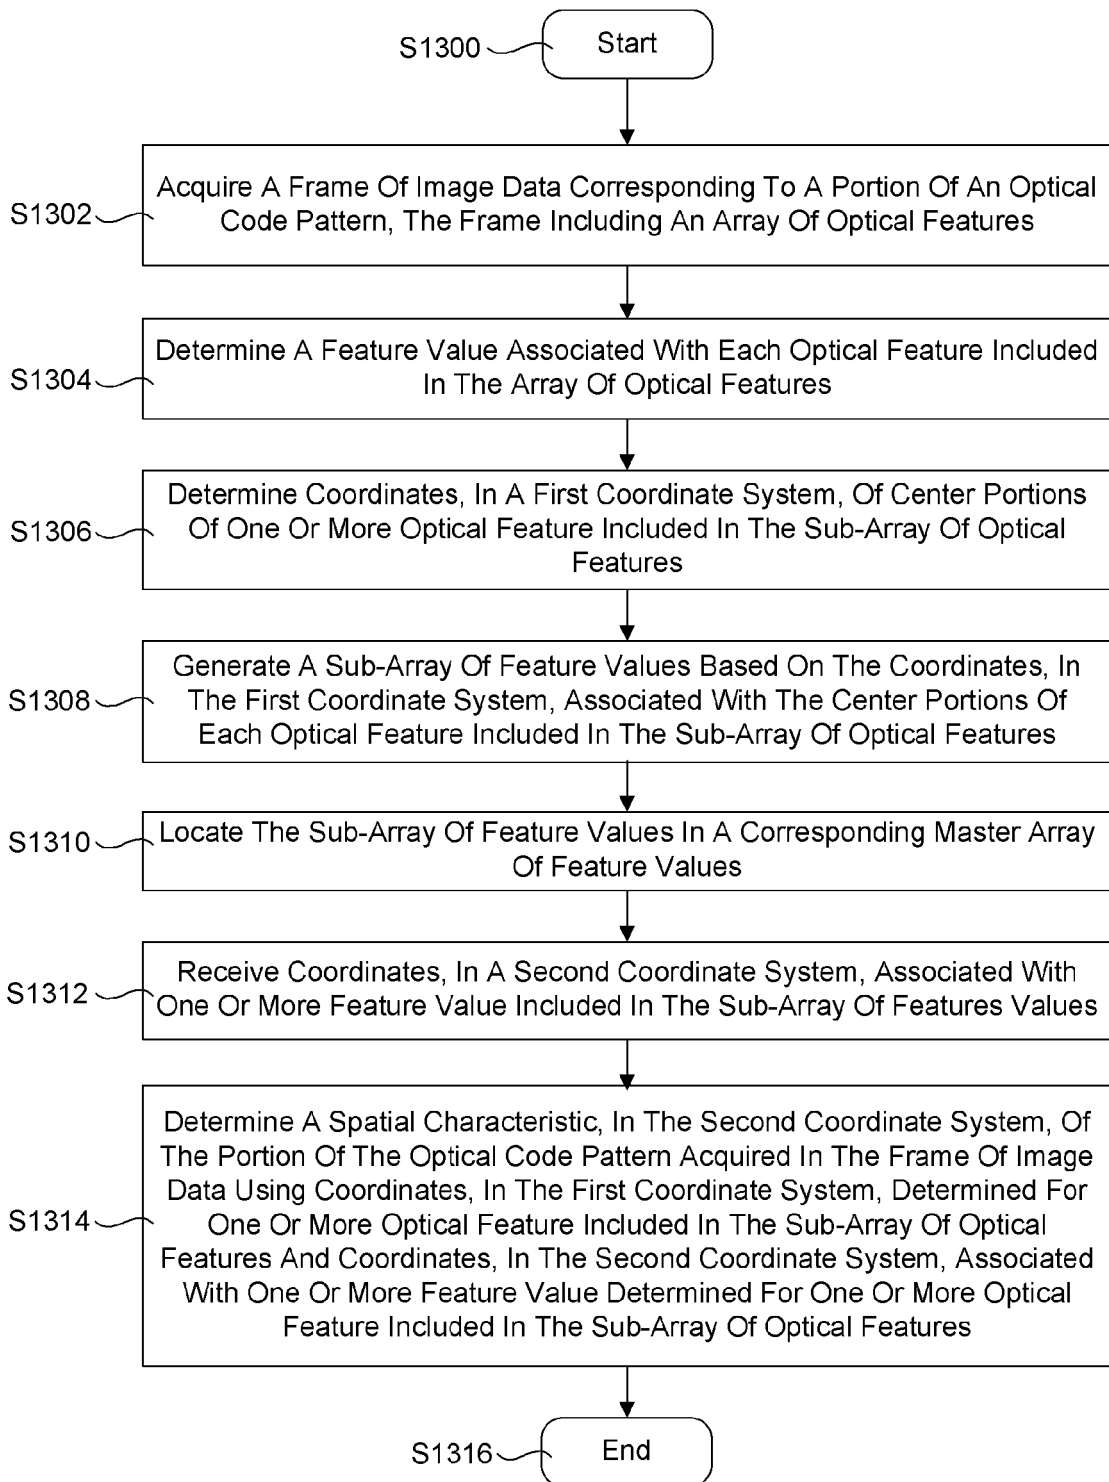 S1300
Start
S1302
Acquire A Frame Of Image Data Corresponding To A Portion Of An Optical
Code Pattern, The Frame Including An Array Of Optical Features
S1304
Determine A Feature Value Associated With Each Optical Feature Included
In The Array Of Optical Features
S1306
Determine Coordinates, In A First Coordinate System, Of Center Portions
Of One Or More Optical Feature Included In The Sub-Array Of Optical
Features
S1308
Generate A Sub-Array Of Feature Values Based On The Coordinates, In
The First Coordinate System, Associated With The Center Portions Of
Each Optical Feature Included In The Sub-Array Of Optical Features
S1310
Locate The Sub-Array Of Feature Values In A Corresponding Master Array
Of Feature Values
S1312
Receive Coordinates, In A Second Coordinate System, Associated With
One Or More Feature Value Included In The Sub-Array Of Features Values
S1314
Determine A Spatial Characteristic, In The Second Coordinate System, Of
The Portion Of The Optical Code Pattern Acquired In The Frame Of Image
Data Using Coordinates, In The First Coordinate System, Determined For
One Or More Optical Feature Included In The Sub-Array Of Optical
Features And Coordinates, In The Second Coordinate System, Associated
With One Or More Feature Value Determined For One Or More Optical
Feature Included In The Sub-Array Of Optical Features
S1316
End